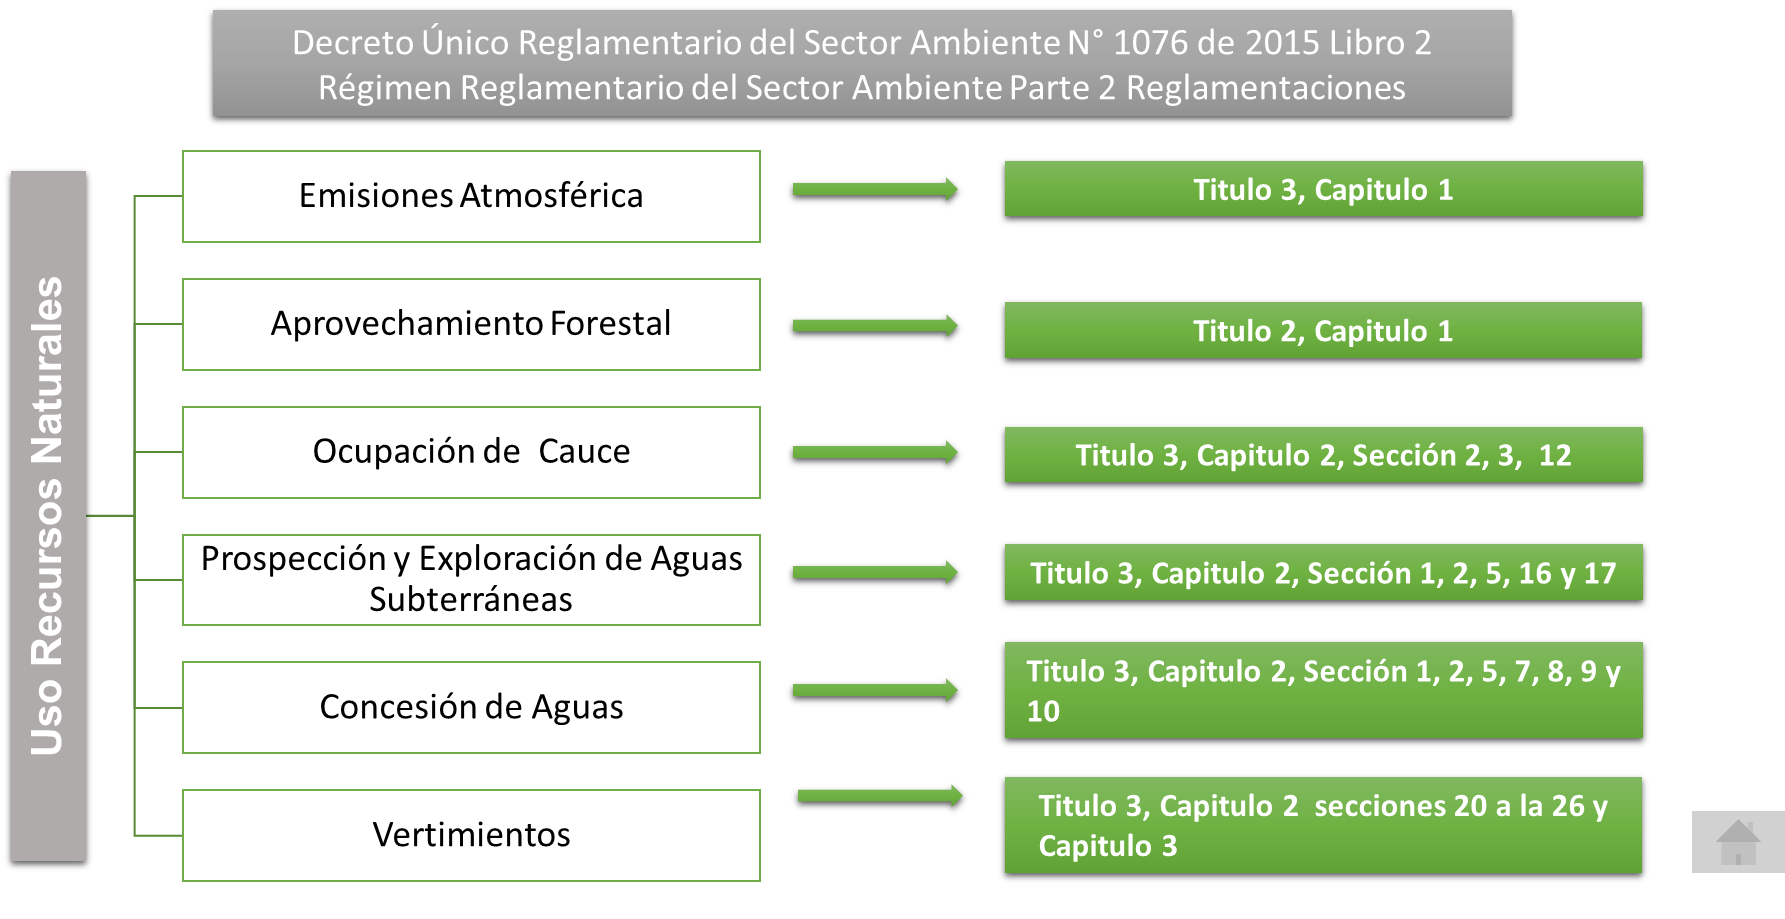 Decreto Único Reglamentario del Sector Ambiente N° 1076 de 2015 Libro 2
Régimen Reglamentario del Sector Ambiente Parte 2 Reglamentaciones
Uso Recursos Naturales
Emisiones Atmosférica
Titulo 3, Capitulo 1
Aprovechamiento Forestal
Titulo 2, Capitulo 1
Ocupación de  Cauce
Titulo 3, Capitulo 2, Sección 2, 3,  12
Prospección y Exploración de Aguas
Subterráneas
Titulo 3, Capitulo 2, Sección 1, 2, 5, 16 y 17
Concesión de Aguas
Titulo 3, Capitulo 2, Sección 1, 2, 5, 7, 8, 9 y
10
Vertimientos
Titulo 3, Capitulo 2  secciones 20 a la 26 y
Capitulo 3